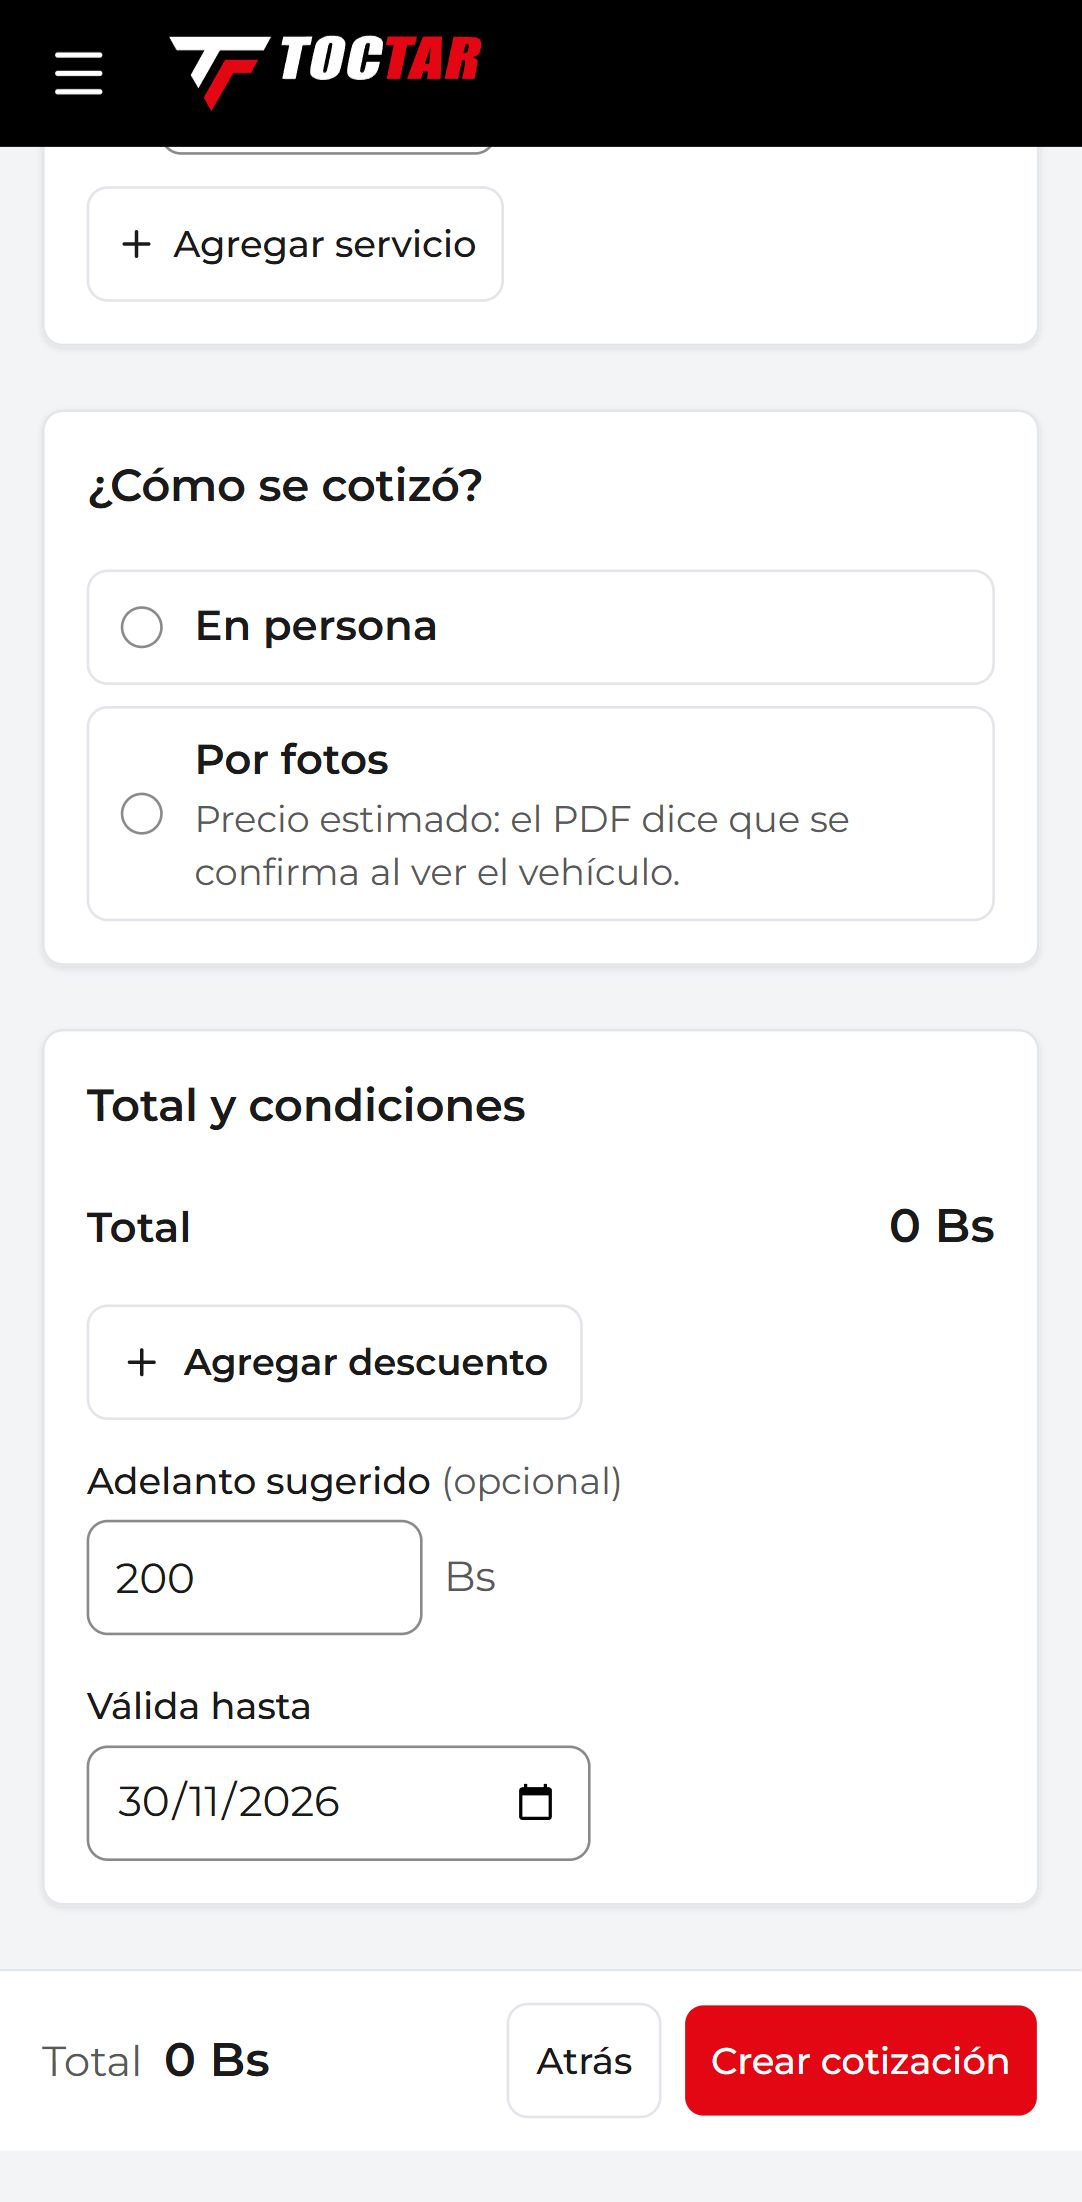 TOCTAR
+ Agregar servicio
¿Cómo se cotizó?
En persona
Por fotos
Precio estimado: el PDF dice que se
confirma al ver el vehículo.
Total y condiciones
Total 0 Bs
+ Agregar descuento
Adelanto sugerido (opcional)
200 Bs
Válida hasta
30/11/2026
Total 0 Bs Atrás Crear cotización